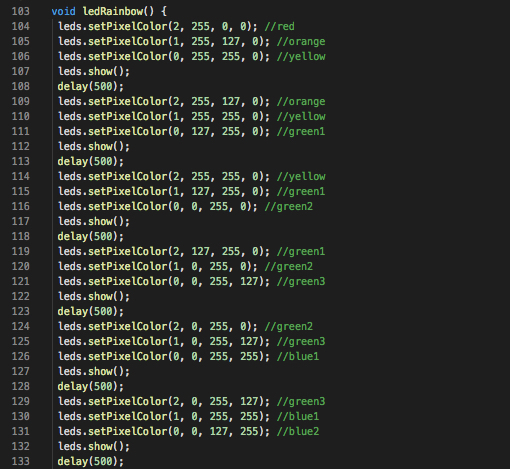 103 void ledRainbow() {
104 leds.setPixelColor(2, 255, 0, 0); //red
105 leds.setPixelColor(1, 255, 127, 0); //orange
106 leds.setPixelColor(0, 255, 255, 0); //yellow
107 leds.show();
108 delay(500);
109 leds.setPixelColor(2, 255, 127, 0); //orange
110 leds.setPixelColor(1, 255, 255, 0); //yellow
111 leds.setPixelColor(0, 127, 255, 0); //green1
112 leds.show();
113 delay(500);
114 leds.setPixelColor(2, 255, 255, 0); //yellow
115 leds.setPixelColor(1, 127, 255, 0); //green1
116 leds.setPixelColor(0, 0, 255, 0); //green2
117 leds.show();
118 delay(500);
119 leds.setPixelColor(2, 127, 255, 0); //green1
120 leds.setPixelColor(1, 0, 255, 0); //green2
121 leds.setPixelColor(0, 0, 255, 127); //green3
122 leds.show();
123 delay(500);
124 leds.setPixelColor(2, 0, 255, 0); //green2
125 leds.setPixelColor(1, 0, 255, 127); //green3
126 leds.setPixelColor(0, 0, 255, 255); //blue1
127 leds.show();
128 delay(500);
129 leds.setPixelColor(2, 0, 255, 127); //green3
130 leds.setPixelColor(1, 0, 255, 255); //blue1
131 leds.setPixelColor(0, 0, 127, 255); //blue2
132 leds.show();
133 delay(500);